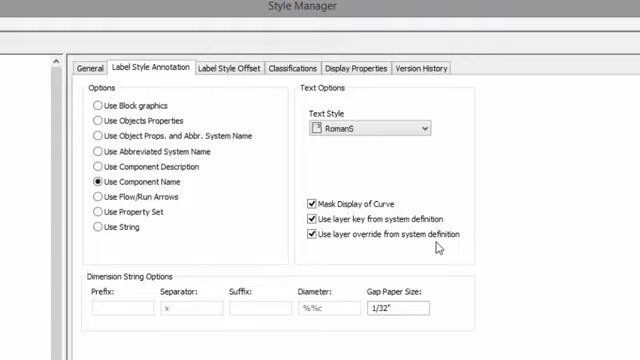 Style Manager
General
Label Style Annotation
Label Style Offset
Classifications
Display Properties
Version History
Options
Use Block graphics
Use Objects Properties
Use Object Props. and Abbr. System Name
Use Abbreviated System Name
Use Component Description
Use Component Name
Use Flow/Run Arrows
Use Property Set
Use String
Text Options
Text Style
RomanS
Mask Display of Curve
Use layer key from system definition
Use layer override from system definition
Dimension String Options
Prefix: Separator: Suffix: Diameter: Gap Paper Size:
x %%c 1/32"